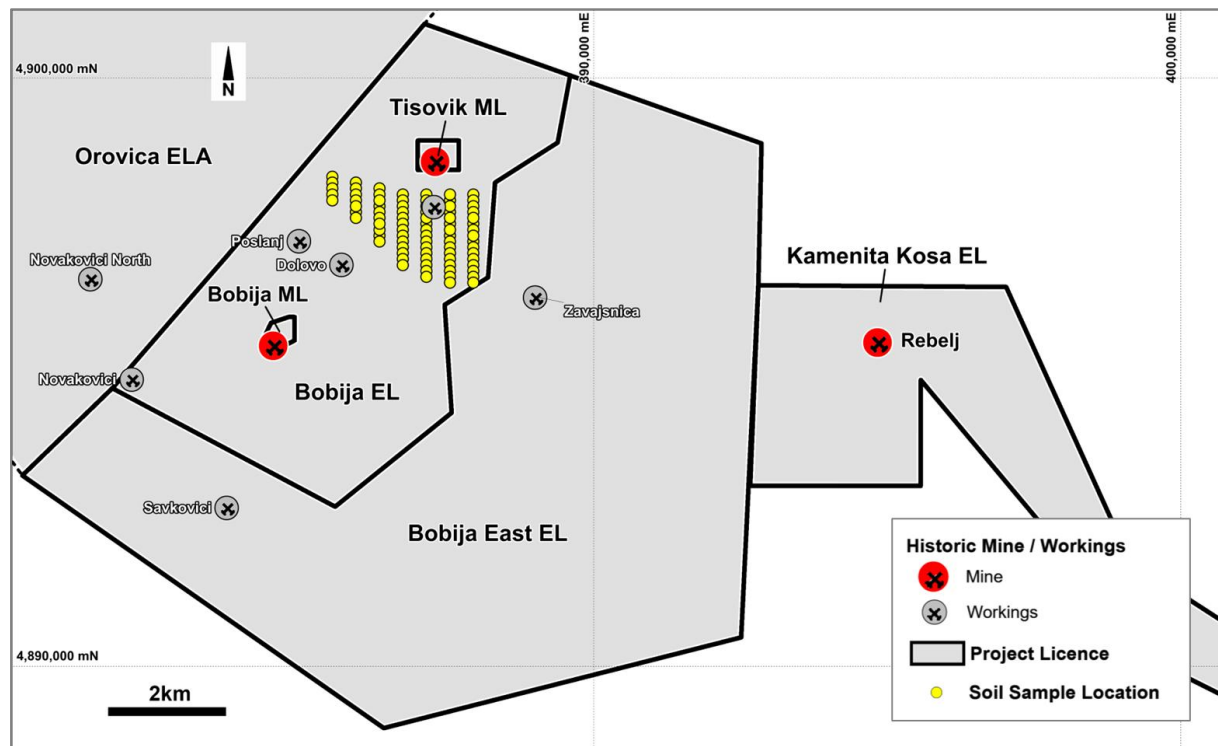 4,900,000 mN
390,000 mE
400,000 mE
N
Tisovik ML
Orovica ELA
Poslanj
Dolovo
Novakovici North
Kamenita Kosa EL
Bobija ML
Zavajsnica
Rebelj
Novakovici
Bobija EL
Savkovici
Bobija East EL
Historic Mine / Workings
Mine
Workings
Project Licence
Soil Sample Location
4,890,000 mN
2km